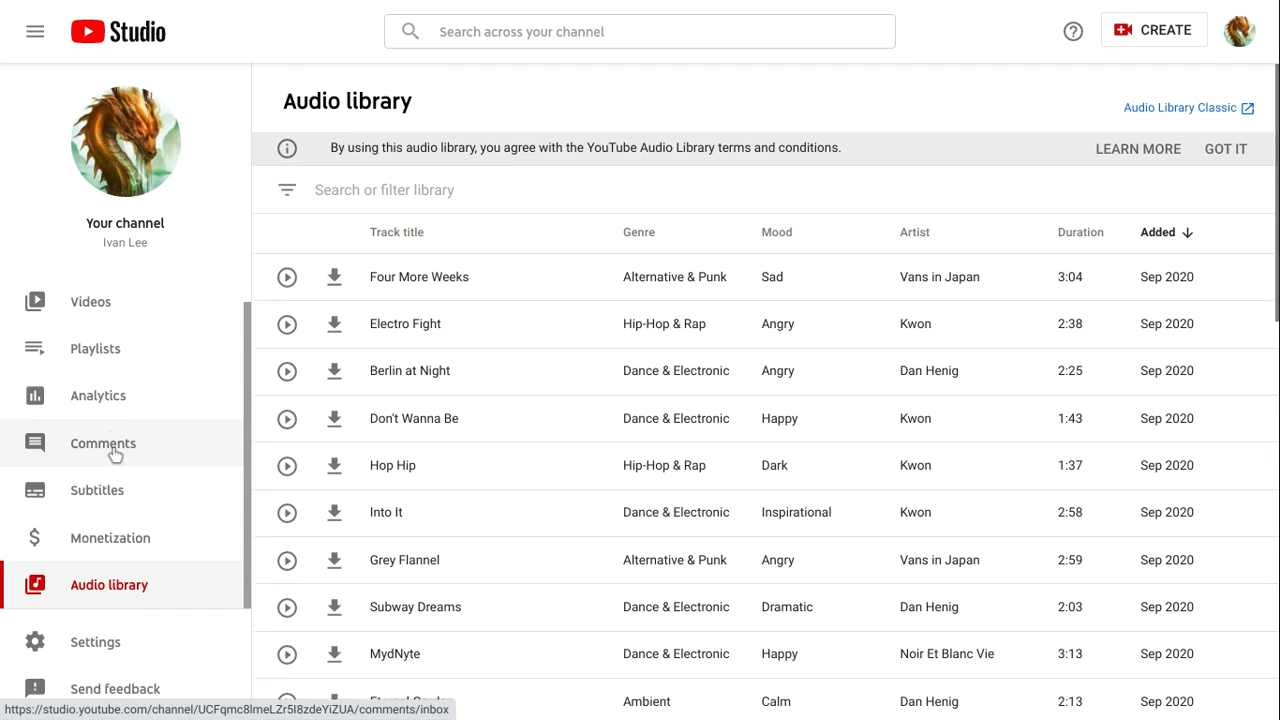 Studio
Search across your channel
CREATE
Your channel
Ivan Lee
Videos
Playlists
Analytics
Comments
Subtitles
Monetization
Audio library
Settings
Send feedback
https://studio.youtube.com/channel/UCFqmc8lmeLZr5I8zdeYiZUA/comments/inbox
Audio library
Audio Library Classic
By using this audio library, you agree with the YouTube Audio Library terms and conditions.
LEARN MORE GOT IT
Search or filter library
Track title Genre Mood Artist Duration Added
Four More Weeks Alternative & Punk Sad Vans in Japan 3:04 Sep 2020
Electro Fight Hip-Hop & Rap Angry Kwon 2:38 Sep 2020
Berlin at Night Dance & Electronic Angry Dan Henig 2:25 Sep 2020
Don't Wanna Be Dance & Electronic Happy Kwon 1:43 Sep 2020
Hop Hip Hip-Hop & Rap Dark Kwon 1:37 Sep 2020
Into It Dance & Electronic Inspirational Kwon 2:58 Sep 2020
Grey Flannel Alternative & Punk Angry Vans in Japan 2:59 Sep 2020
Subway Dreams Dance & Electronic Dramatic Dan Henig 2:03 Sep 2020
MydNyte Dance & Electronic Happy Noir Et Blanc Vie 3:13 Sep 2020
Ambient Calm Dan Henig 2:13 Sep 2020